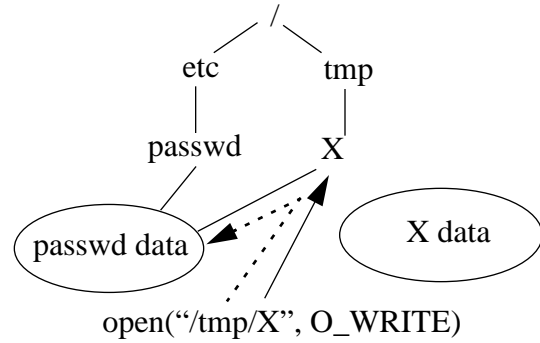 /
etc tmp
passwd X
passwd data X data
open(“/tmp/X”, O_WRITE)